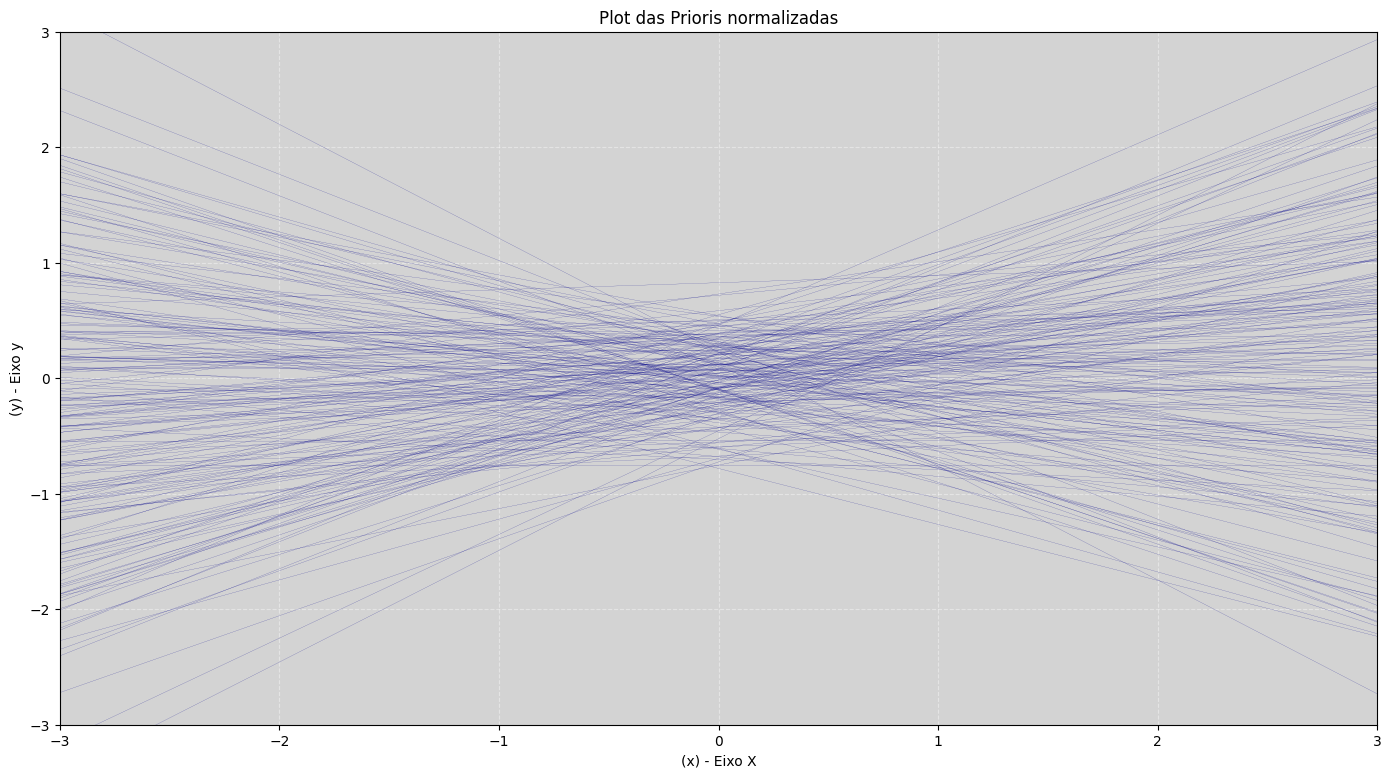 Plot das Prioris normalizadas
3
2
1
0
−1
−2
−3
(y) - Eixo y
−3 −2 −1 0 1 2 3
(x) - Eixo X